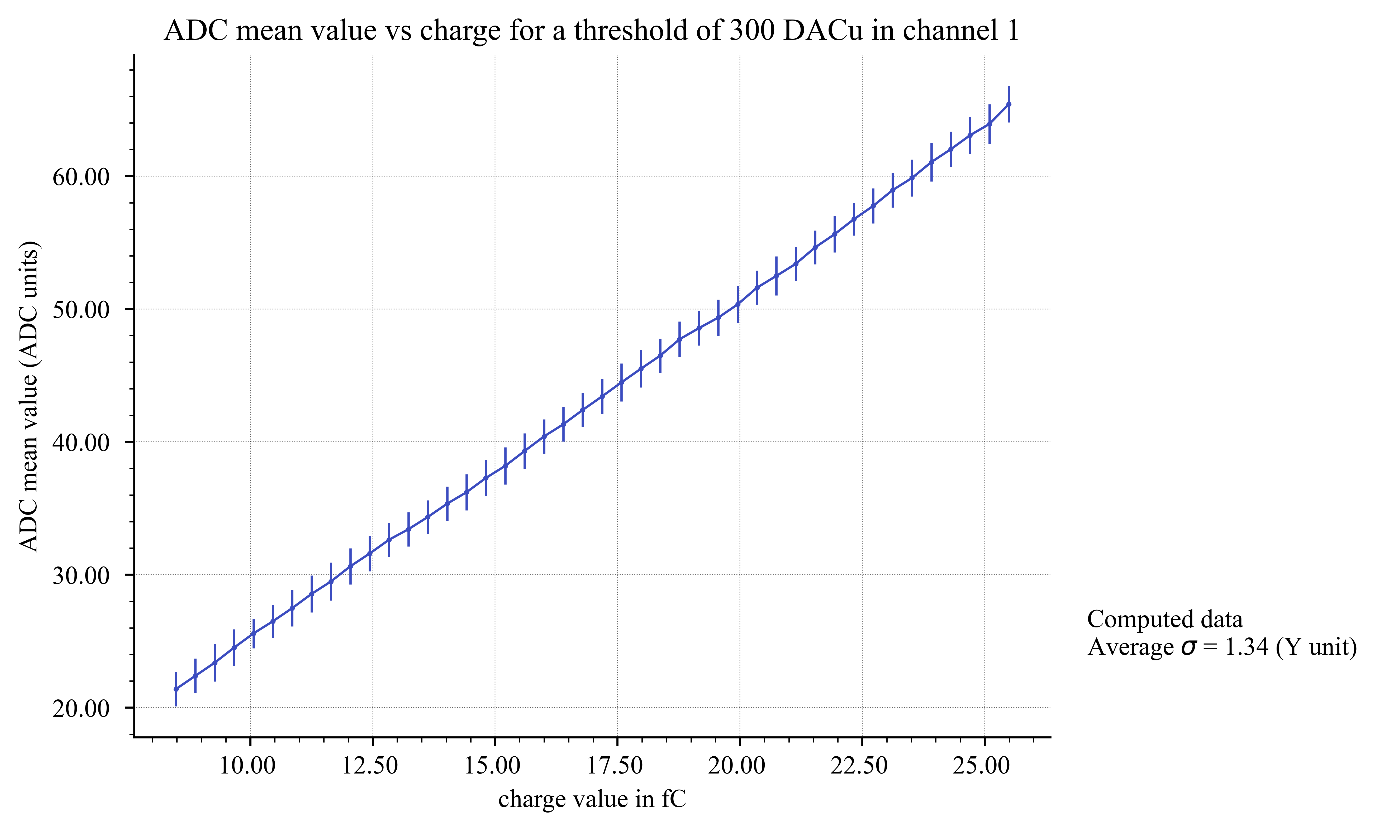 ADC mean value vs charge for a threshold of 300 DACu in channel 1
ADC mean value (ADC units)
60.00
50.00
40.00
30.00
20.00
10.00 12.50 15.00 17.50 20.00 22.50 25.00
charge value in fC
Computed data
Average σ = 1.34 (Y unit)